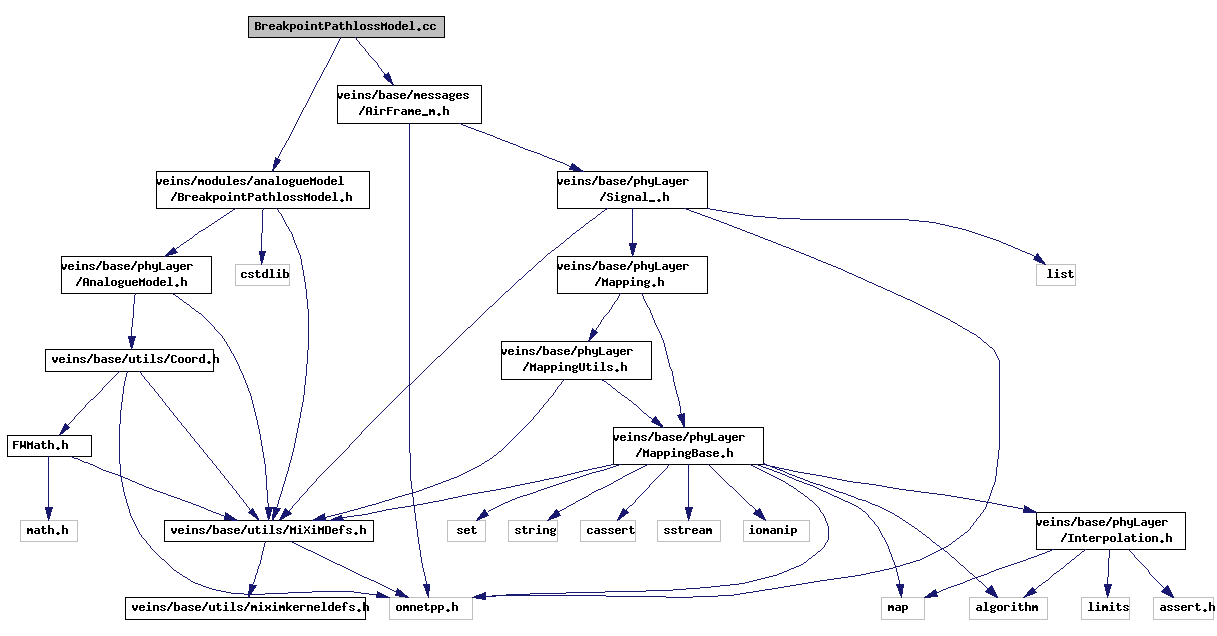 BreakpointPathlossModel.cc
veins/base/messages
/AirFrame_m.h
veins/modules/analogueModel
/BreakpointPathlossModel.h
veins/base/phyLayer
/Signal_.h
veins/base/phyLayer
/AnalogueModel.h
cstdlib
veins/base/phyLayer
/Mapping.h
list
veins/base/utils/Coord.h
veins/base/phyLayer
/MappingUtils.h
FWMath.h
veins/base/phyLayer
/MappingBase.h
math.h
veins/base/utils/MiXiMDefs.h
set
string
cassert
sstream
iomanip
veins/base/phyLayer
/Interpolation.h
veins/base/utils/miximkerneldefs.h
omnetpp.h
map
algorithm
limits
assert.h